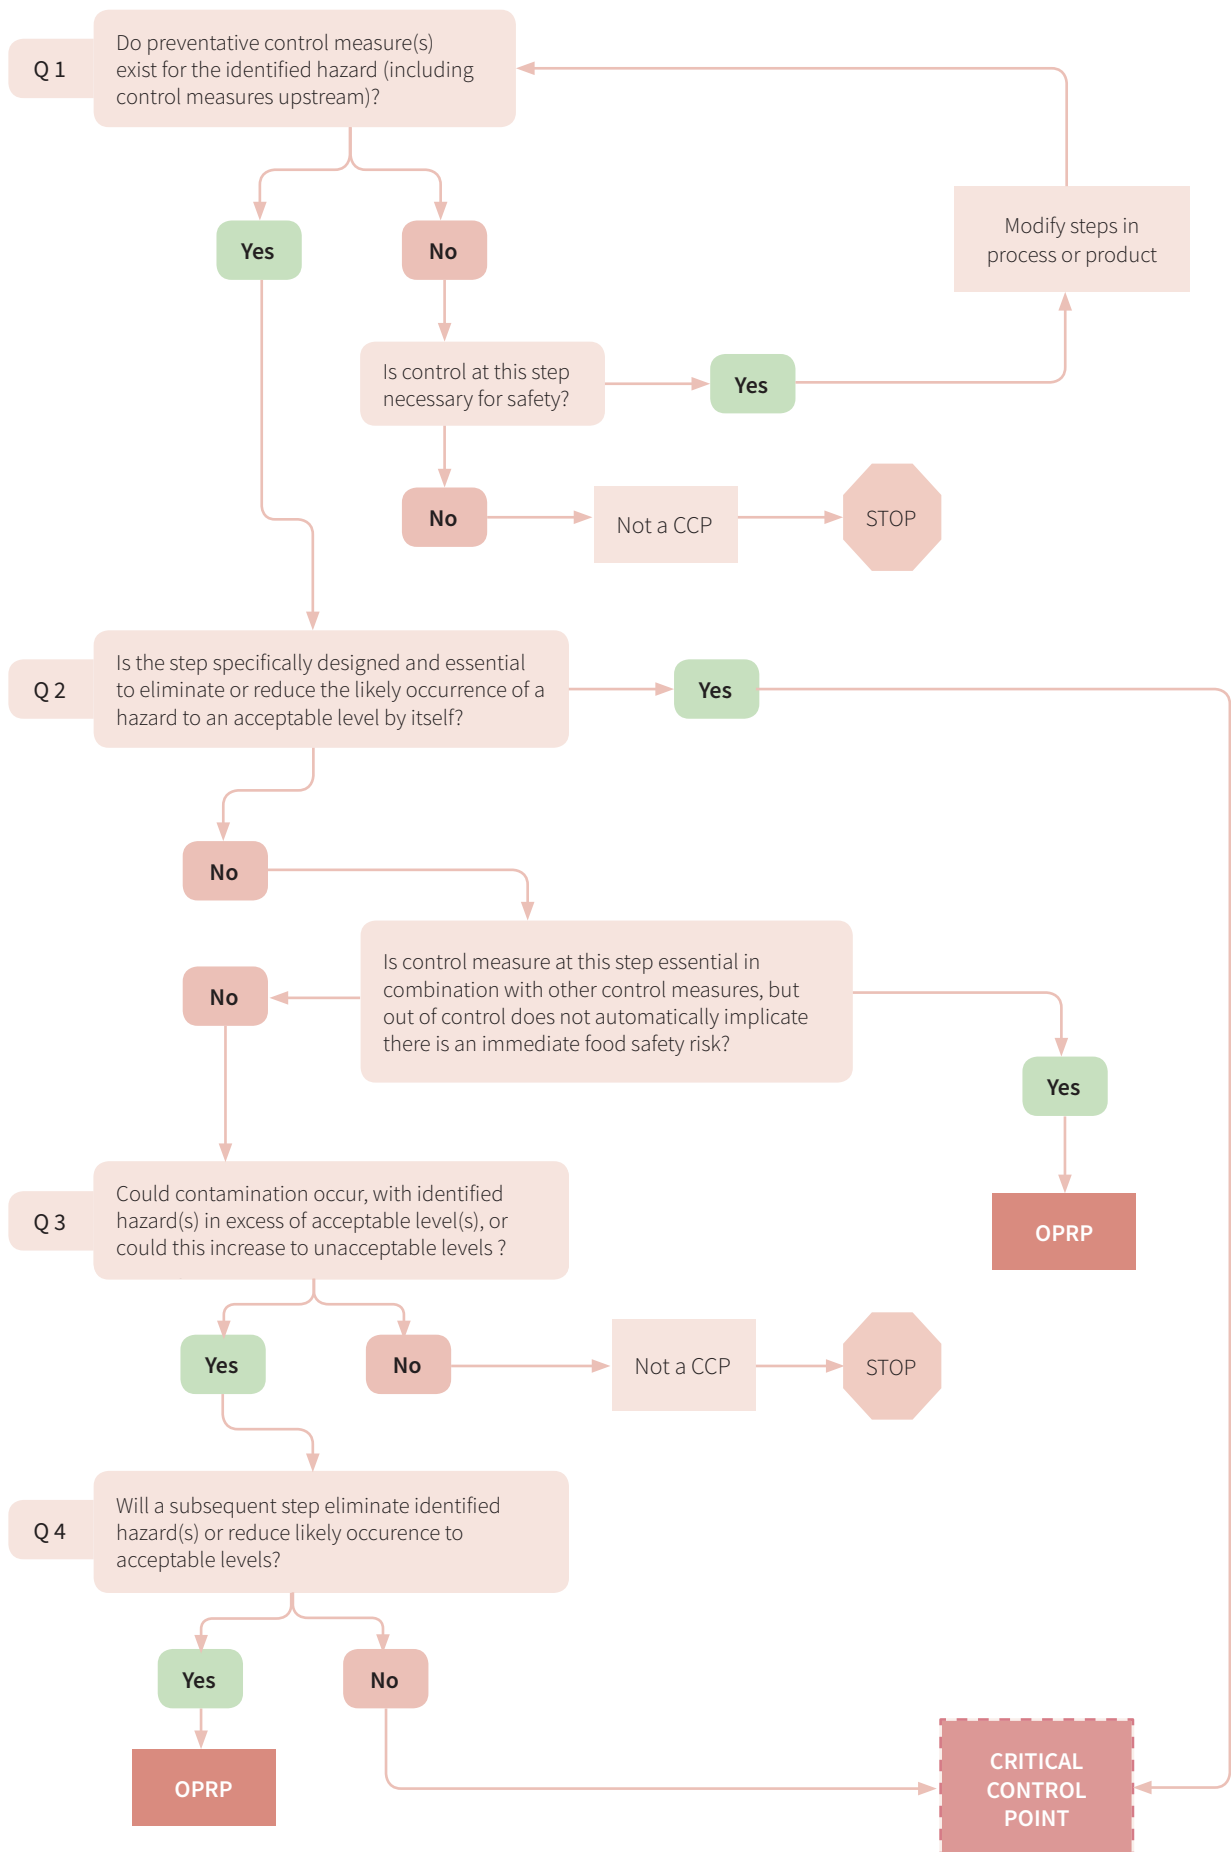 Q 1
Do preventative control measure(s)
exist for the identified hazard (including
control measures upstream)?
Modify steps in
process or product
Yes
No
Is control at this step
necessary for safety?
Yes
No
Not a CCP
STOP
Q 2
Is the step specifically designed and essential
to eliminate or reduce the likely occurrence of a
hazard to an acceptable level by itself?
Yes
No
Is control measure at this step essential in
combination with other control measures, but
out of control does not automatically implicate
there is an immediate food safety risk?
No
Yes
OPRP
Q 3
Could contamination occur, with identified
hazard(s) in excess of acceptable level(s), or
could this increase to unacceptable levels ?
Yes
No
Not a CCP
STOP
Q 4
Will a subsequent step eliminate identified
hazard(s) or reduce likely occurence to
acceptable levels?
Yes
No
OPRP
CRITICAL
CONTROL
POINT